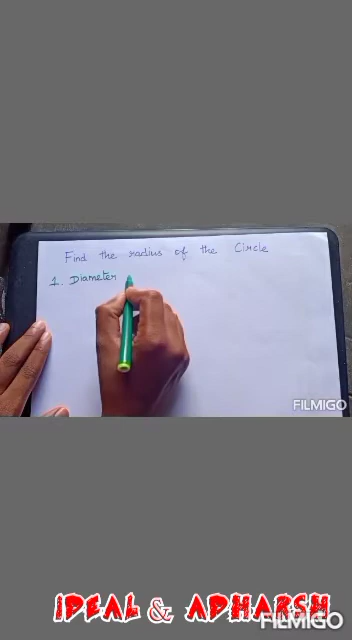 Find the radius of the Circle
1. Diameter
FILMIGO
IDEAL & ADHARSH
FILMIGO